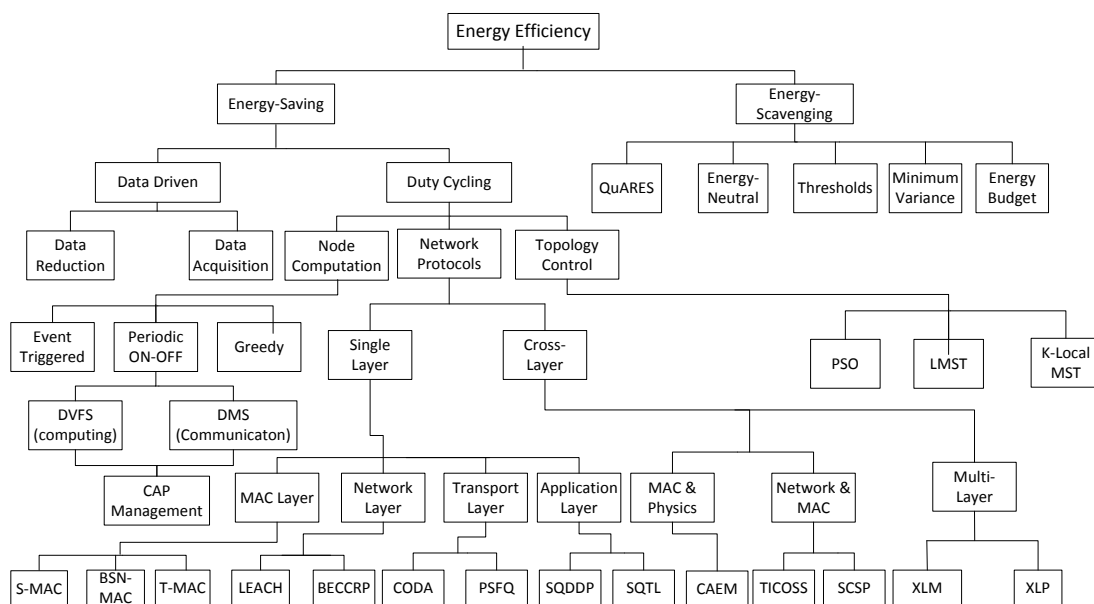 Energy Efficiency
Energy-Saving
Energy-
Scavenging
Data Driven
Duty Cycling
QuARES
Energy-
Neutral
Thresholds
Minimum
Variance
Energy
Budget
Data
Reduction
Data
Acquisition
Node
Computation
Network
Protocols
Topology
Control
Event
Triggered
Periodic
ON-OFF
Greedy
Single
Layer
Cross-
Layer
PSO
LMST
K-Local
MST
DVFS
(computing)
DMS
(Communicaton)
CAP
Management
MAC Layer
Network
Layer
Transport
Layer
Application
Layer
MAC &
Physics
Network &
MAC
Multi-
Layer
S-MAC
BSN-
MAC
T-MAC
LEACH
BECCRP
CODA
PSFQ
SQDDP
SQTL
CAEM
TICOSS
SCSP
XLM
XLP